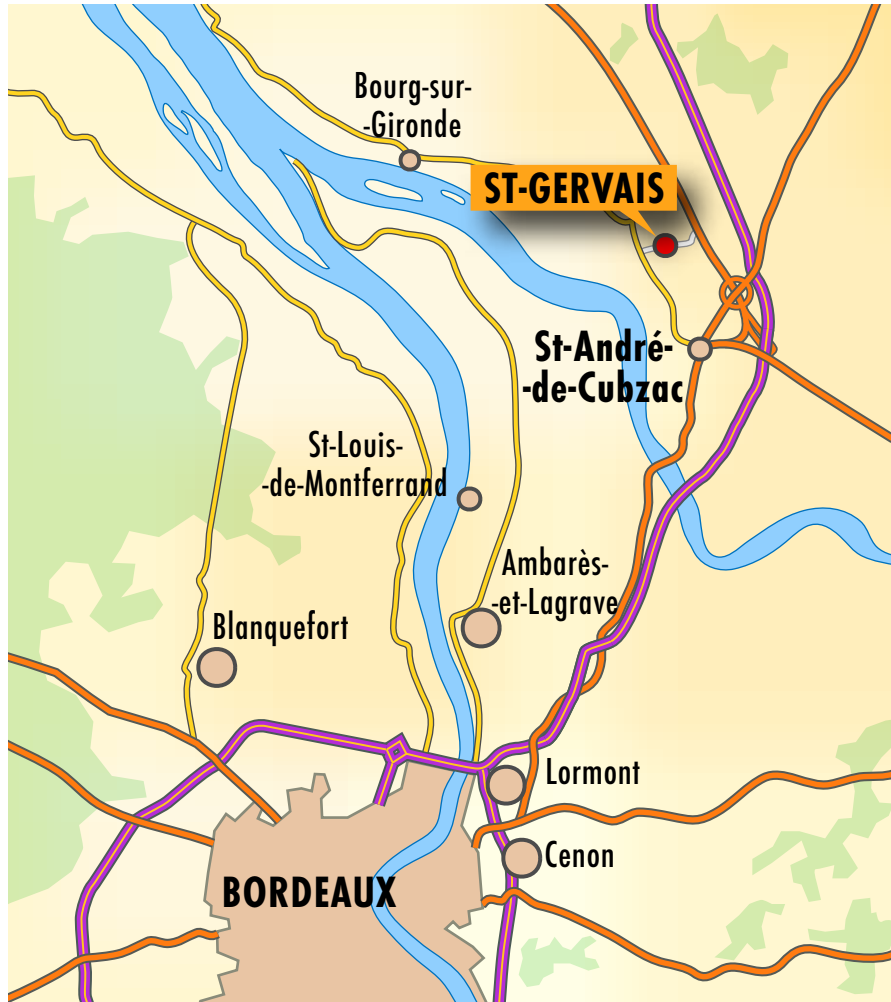 Bourg-sur-
-Gironde
ST-GERVAIS
St-André-
-de-Cubzac
St-Louis-
-de-Montferrand
Ambarès-
-et-Lagrave
Blanquefort
Lormont
Cenon
BORDEAUX